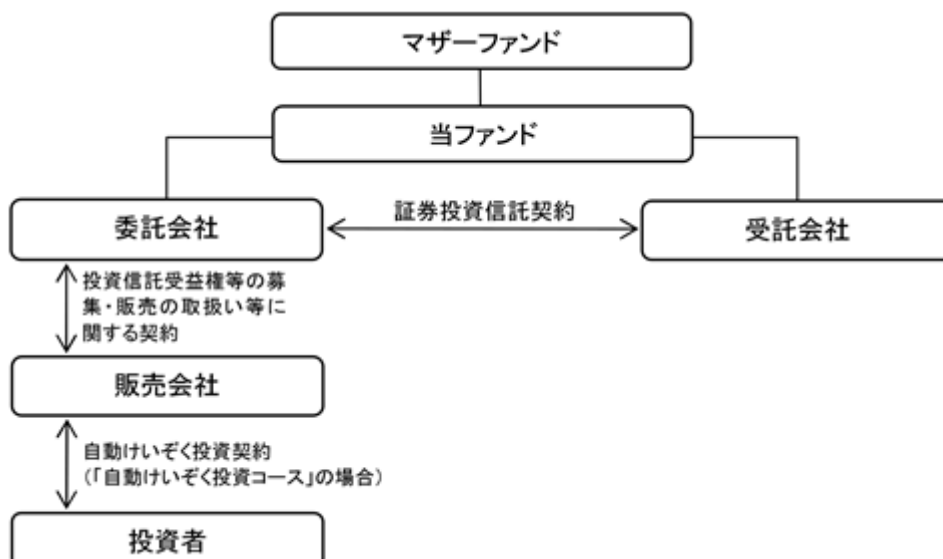 マザーファンド
当ファンド
委託会社
証券投資信託契約
受託会社
投資信託受益権等の募
集・販売の取扱い等に
関する契約
販売会社
自動けいぞく投資契約
(「自動けいぞく投資コース」の場合)
投資者